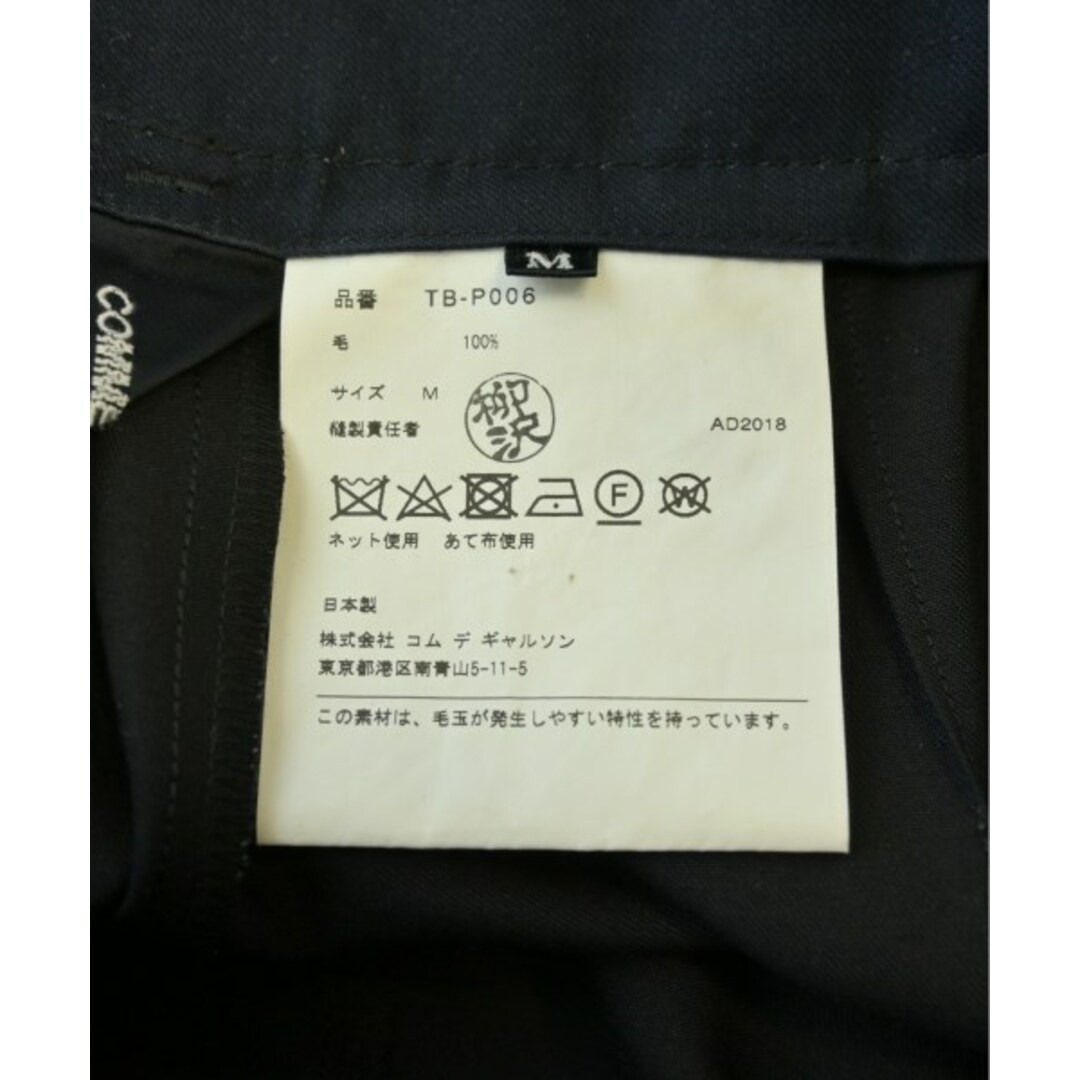 M
COMME
品番 TB-P006
毛 100%
サイズ M
柳沢
縫製責任者
AD2018
F
W
ネット使用 あて布使用
日本製
株式会社 コム デ ギャルソン
東京都港区南青山5-11-5
この素材は、毛玉が発生しやすい特性を持っています。